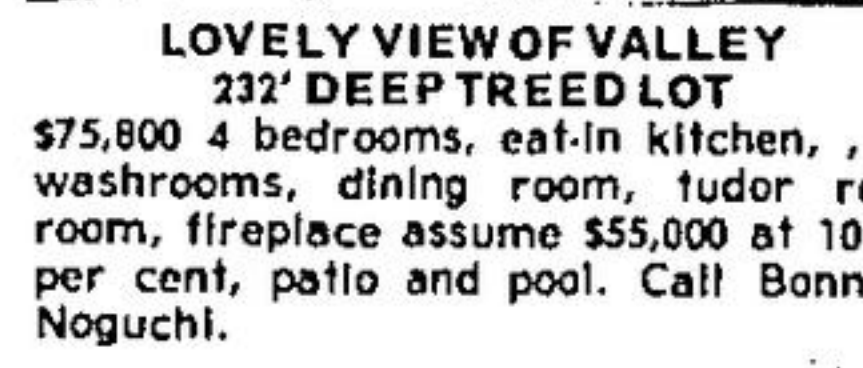 LOVELY VIEW OF VALLEY
232' DEEP TREED LOT
$75,800 4 bedrooms, eat-in kitchen,
washrooms, dining room, tudor
room, fireplace assume $55,000 at 10
per cent, patio and pool. Call
Noguchi.